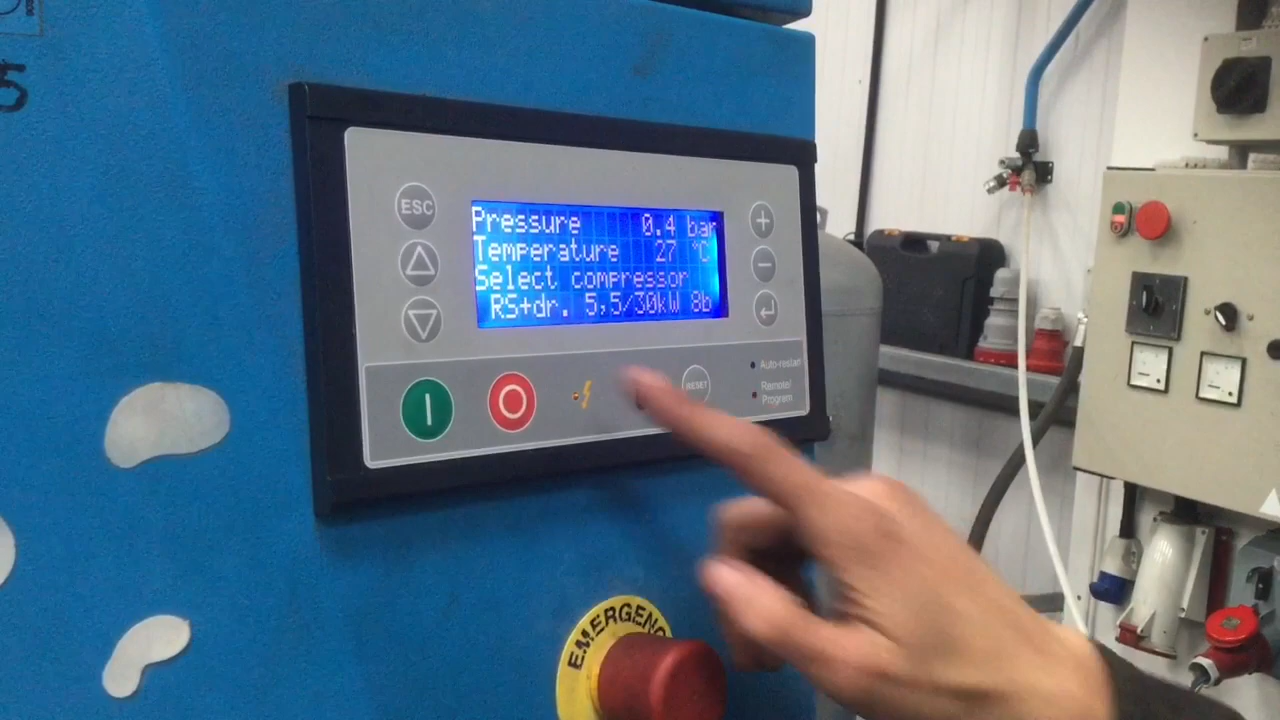 5
ESC
Pressure 0.4 bar
Temperature 27 °C
Select compressor
RS+dr. 5,5/30kW 8b
RESET
Auto-restart
Remote/
Program
EMERGENC